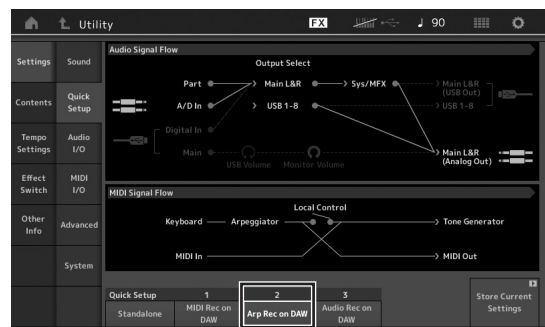 Utility
FX
90
Settings
Sound
Contents
Quick
Setup
Tempo
Settings
Audio
I/O
Effect
Switch
MIDI
I/O
Other
Info
Advanced
System
Audio Signal Flow
Output Select
Part
Main L&R
Sys/MFX
Main L&R
(USB Out)
A/D In
USB 1-8
USB 1-8
Digital In
Main
USB Volume
Monitor Volume
Main L&R
(Analog Out)
MIDI Signal Flow
Local Control
Keyboard
Arpeggiator
Tone Generator
MIDI In
MIDI Out
Quick Setup
1
2
3
Standalone
MIDI Rec on
DAW
Arp Rec on DAW
Audio Rec on
DAW
Store Current
Settings